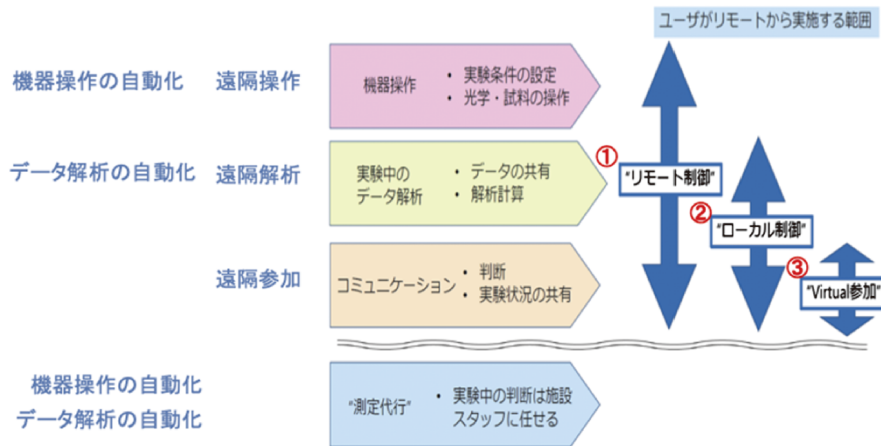 ユーザがリモートから実施する範囲
機器操作の自動化
遠隔操作
機器操作
• 実験条件の設定
• 光学・試料の操作
データ解析の自動化
遠隔解析
実験中の
データ解析
• データの共有
• 解析計算
①
"リモート制御"
②
"ローカル制御"
遠隔参加
コミュニケーション
• 判断
• 実験状況の共有
③
"Virtual参加"
機器操作の自動化
データ解析の自動化
"測定代行"
• 実験中の判断は施設
スタッフに任せる